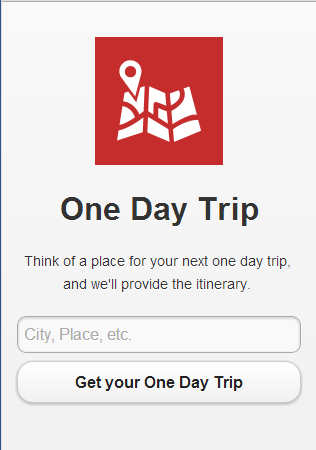 One Day Trip
Think of a place for your next one day trip,
and we'll provide the itinerary.
City, Place, etc.
Get your One Day Trip